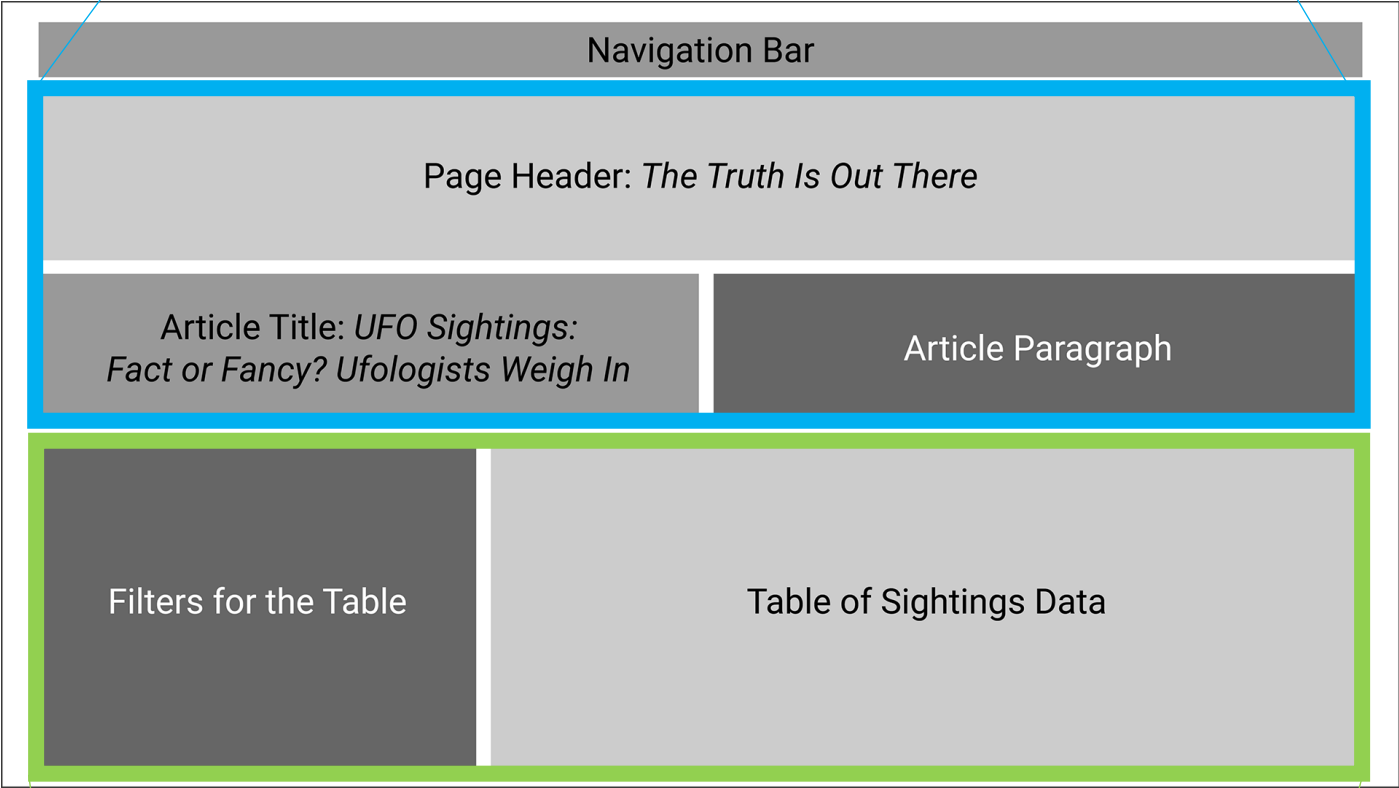 Navigation Bar
Page Header: The Truth Is Out There
Article Title: UFO Sightings:
Fact or Fancy? Ufologists Weigh In
Article Paragraph
Filters for the Table
Table of Sightings Data